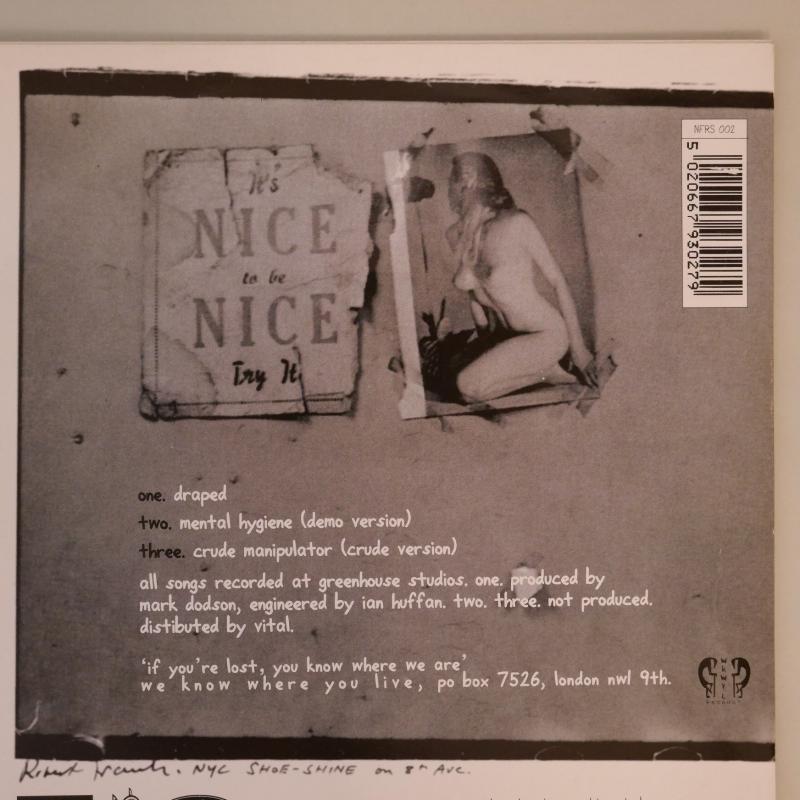 NFRS 002
5 020667 930279
It's
NICE
to be
NICE
Try It
one. draped
two. mental hygiene (demo version)
three. crude manipulator (crude version)
all songs recorded at greenhouse studios. one. produced by
mark dodson, engineered by ian huffan. two. three. not produced.
distibuted by vital.
'if you're lost, you know where we are'
we know where you live, po box 7526, london nw1 9th.
Robert Frank. NYC SHOE-SHINE on 8th Ave.